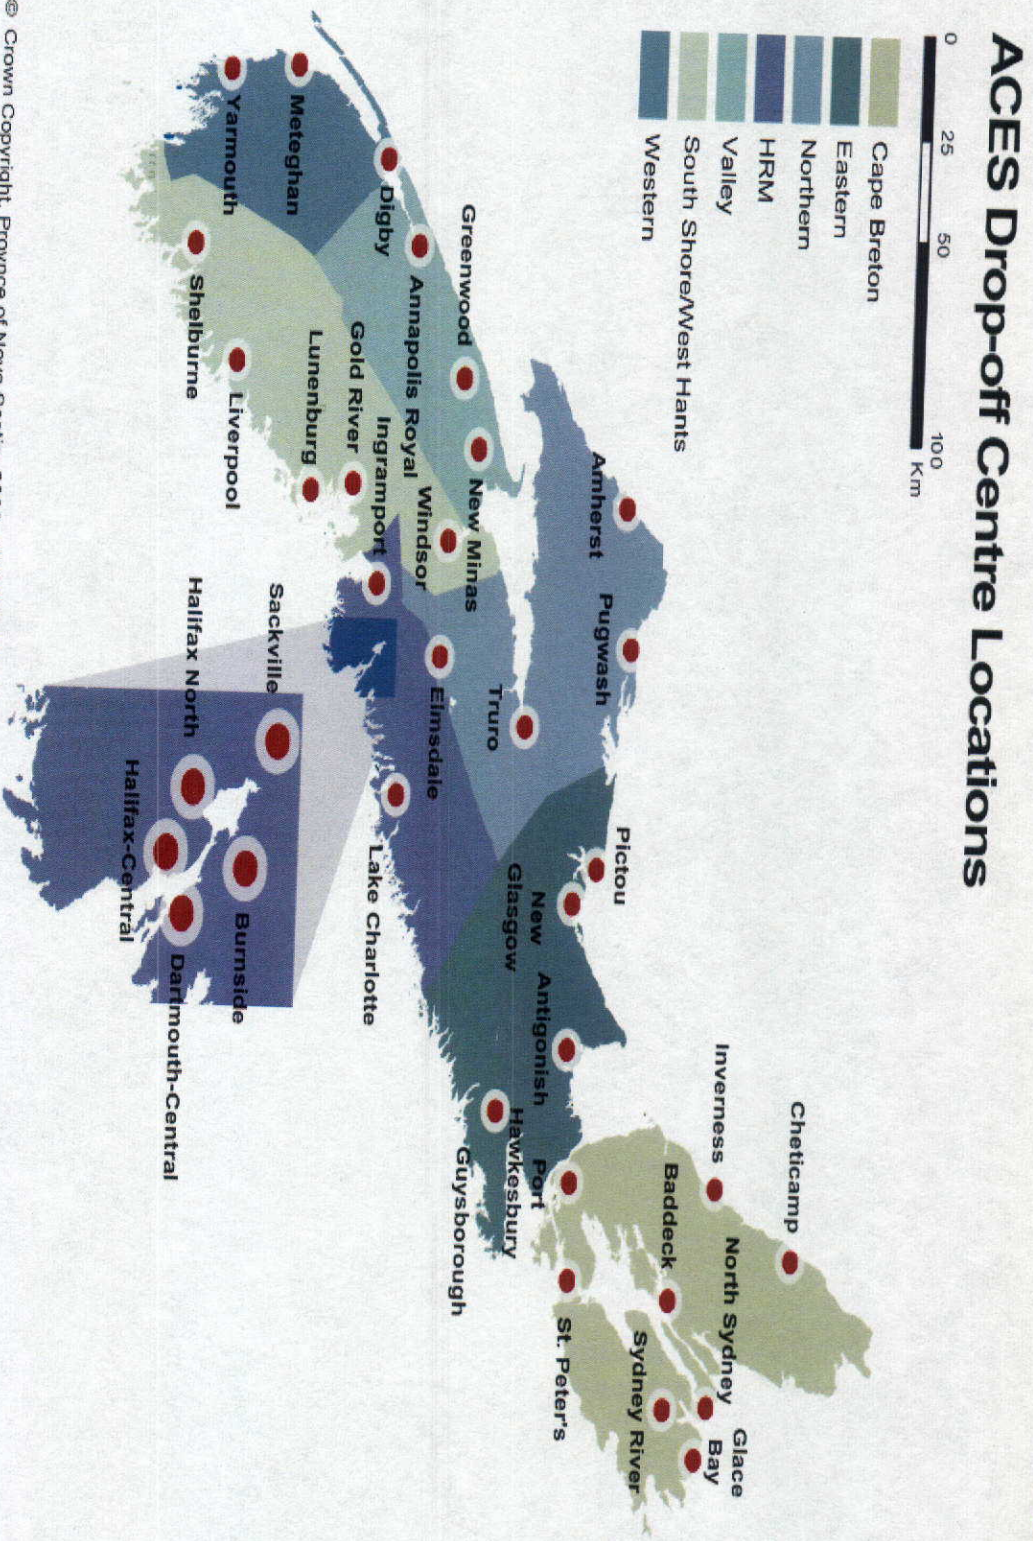 ACES Drop-off Centre Locations
0 25 50 100
Km
Cape Breton
Eastern
Northern
HRM
Valley
South Shore/West Hants
Western
Cheticamp
Inverness
North Sydney
Glace
Bay
Baddeck
Sydney River
St. Peter's
Port
Hawkesbury
Guysborough
Antigonish
New
Glasgow
Pictou
Pugwash
Amherst
Truro
Elmsdale
Lake Charlotte
Greenwood
New Minas
Windsor
Annapolis Royal
Digby
Meteghan
Yarmouth
Shelburne
Liverpool
Lunenburg
Gold River
Ingramport
Sackville
Halifax North
Halifax-Central
Burnside
Dartmouth-Central
© Crown Copyright, Province of Nova